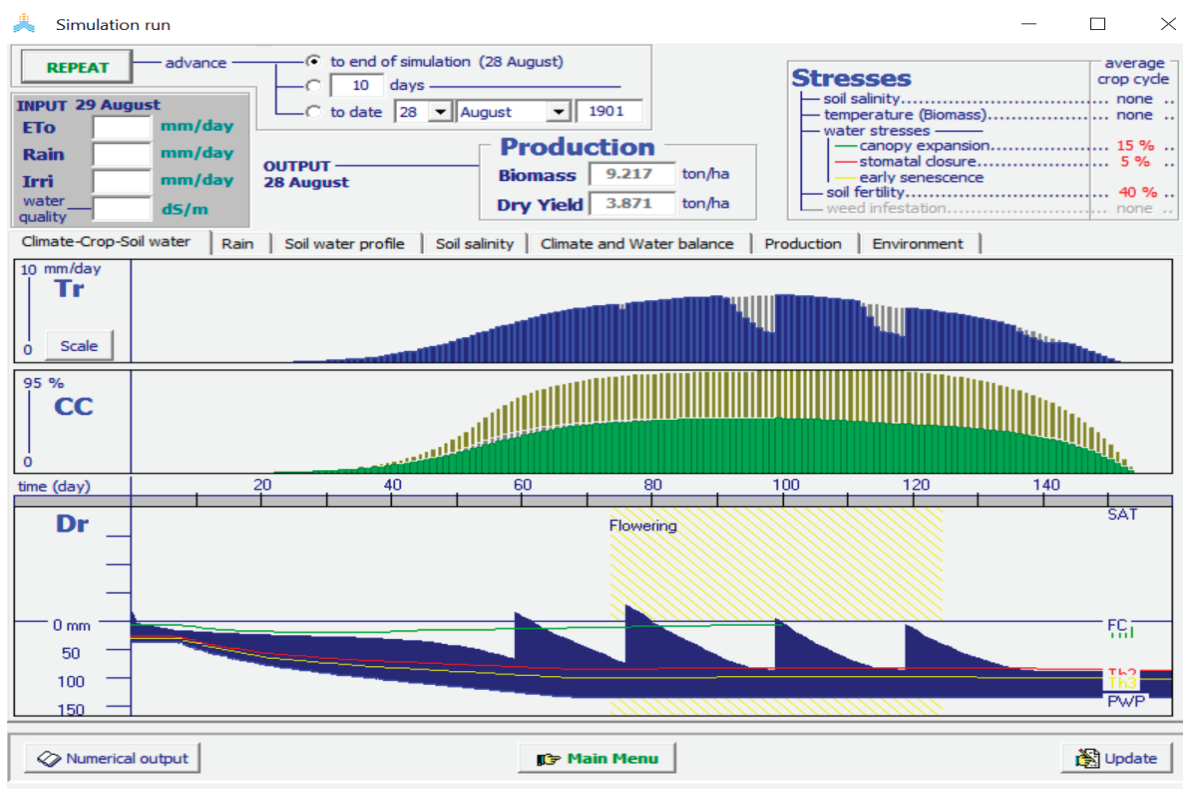 Simulation run
REPEAT
advance
to end of simulation (28 August)
10 days
to date 28 August 1901
INPUT 29 August
ETo mm/day
Rain mm/day
Irri mm/day
water quality dS/m
OUTPUT
28 August
Production
Biomass 9.217 ton/ha
Dry Yield 3.871 ton/ha
Stresses
average
crop cycle
soil salinity.................... none ..
temperature (Biomass).................... none ..
water stresses
canopy expansion.................... 15 % ..
stomatal closure.................... 5 % ..
early senescence
soil fertility.................... 40 % ..
weed infestation.................... none ..
Climate-Crop-Soil water Rain Soil water profile Soil salinity Climate and Water balance Production Environment
10 mm/day
Tr
0
Scale
95 %
CC
0
time (day) 20 40 60 80 100 120 140
Dr
Flowering
SAT
0 mm
FC
50
100
Th3
PWP
150
Numerical output
Main Menu
Update